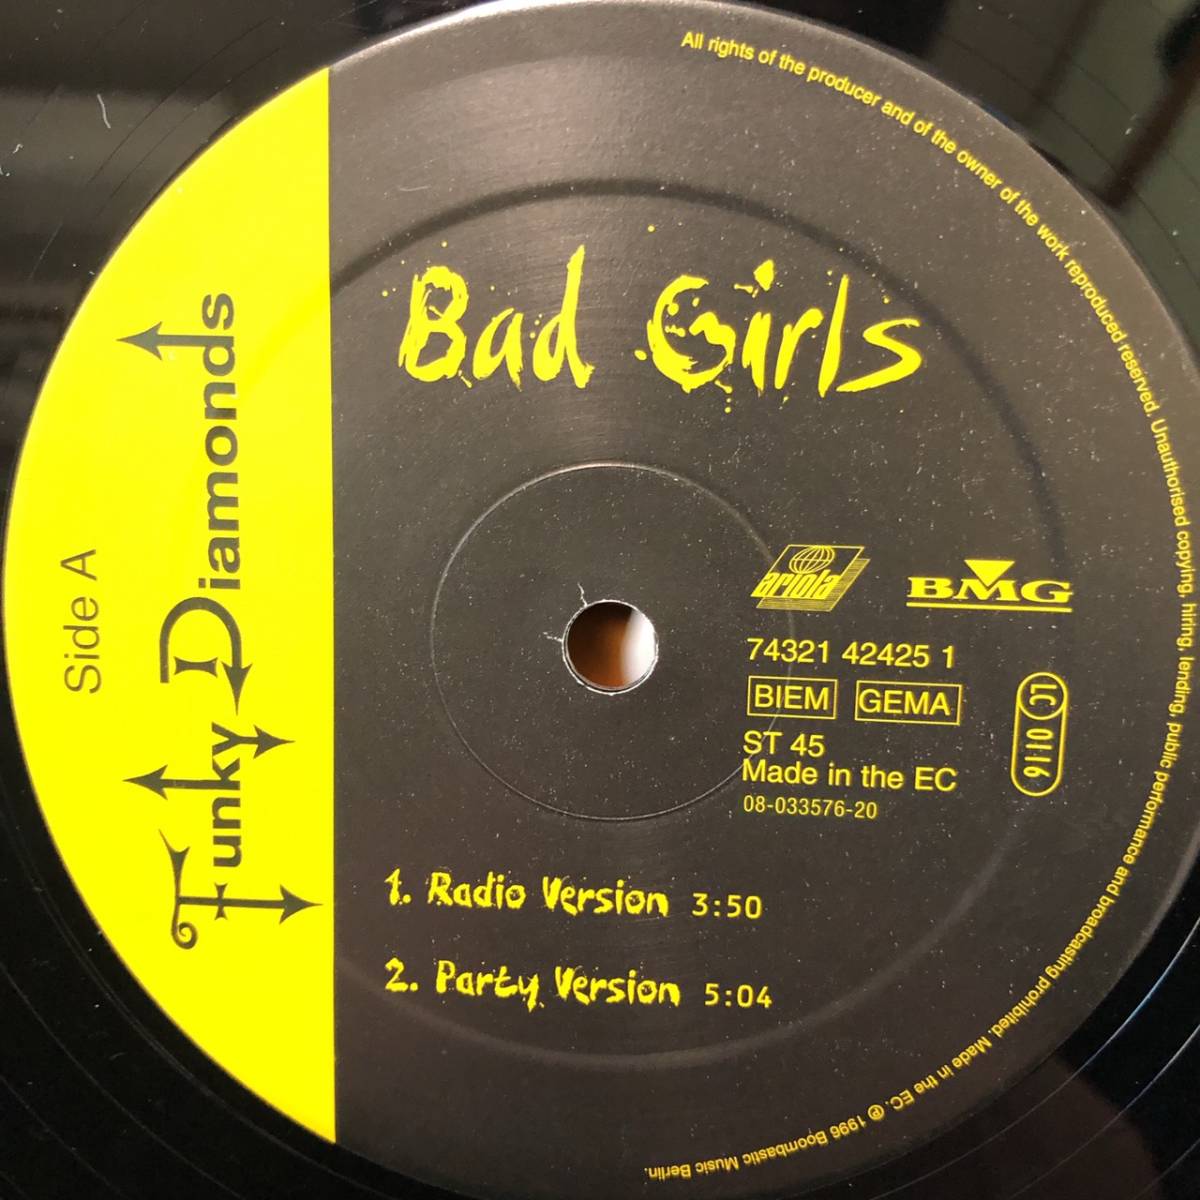 Side A
Funky Diamonds
Bad Girls
ariola
BMG
74321 42425 1
BIEM GEMA
ST 45
Made in the EC
08-033576-20
LC 0116
1. Radio Version 3:50
2. Party Version 5:04
All rights of the producer and of the owner of the work reproduced reserved. Unauthorised copying, hiring, lending, public performance and broadcasting prohibited. Made in the EC. ℗ 1996 Boombastic Music Berlin.